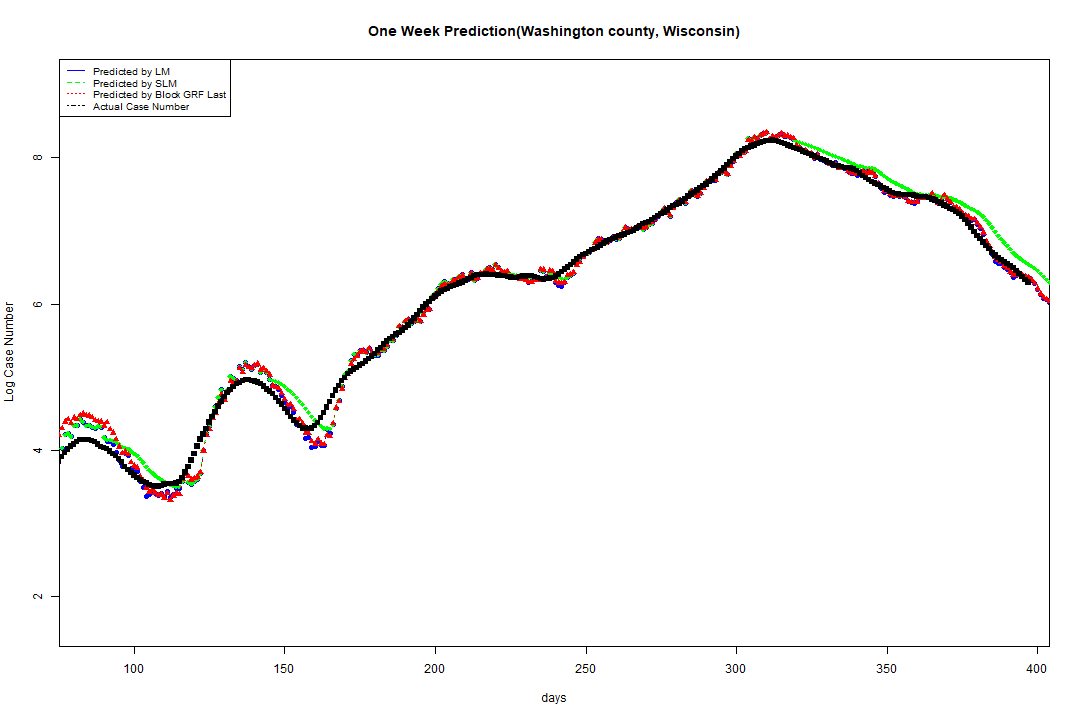 One Week Prediction(Washington county, Wisconsin)
Predicted by LM
Predicted by SLM
Predicted by Block GRF Last
Actual Case Number
Log Case Number
8
6
4
2
100 150 200 250 300 350 400
days